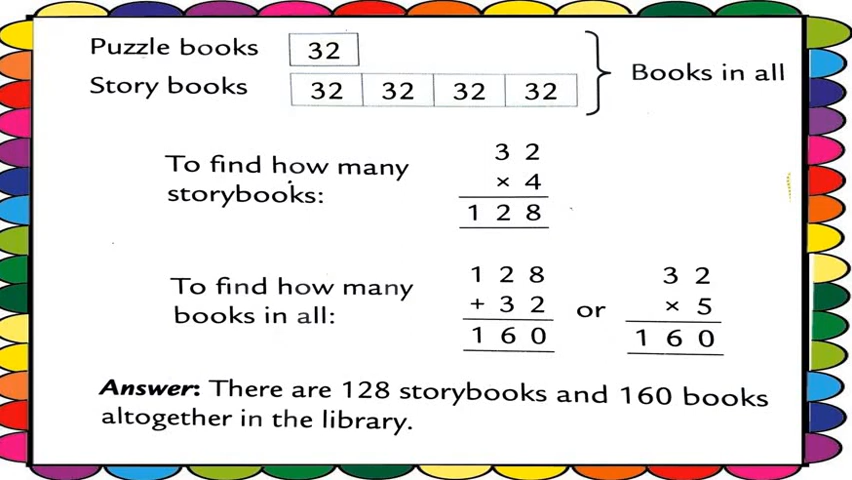 Puzzle books 32
Story books 32 32 32 32
Books in all
To find how many
storybooks:
3 2
× 4
1 2 8
To find how many
books in all:
1 2 8
+ 3 2
1 6 0
or
3 2
× 5
1 6 0
Answer: There are 128 storybooks and 160 books
altogether in the library.